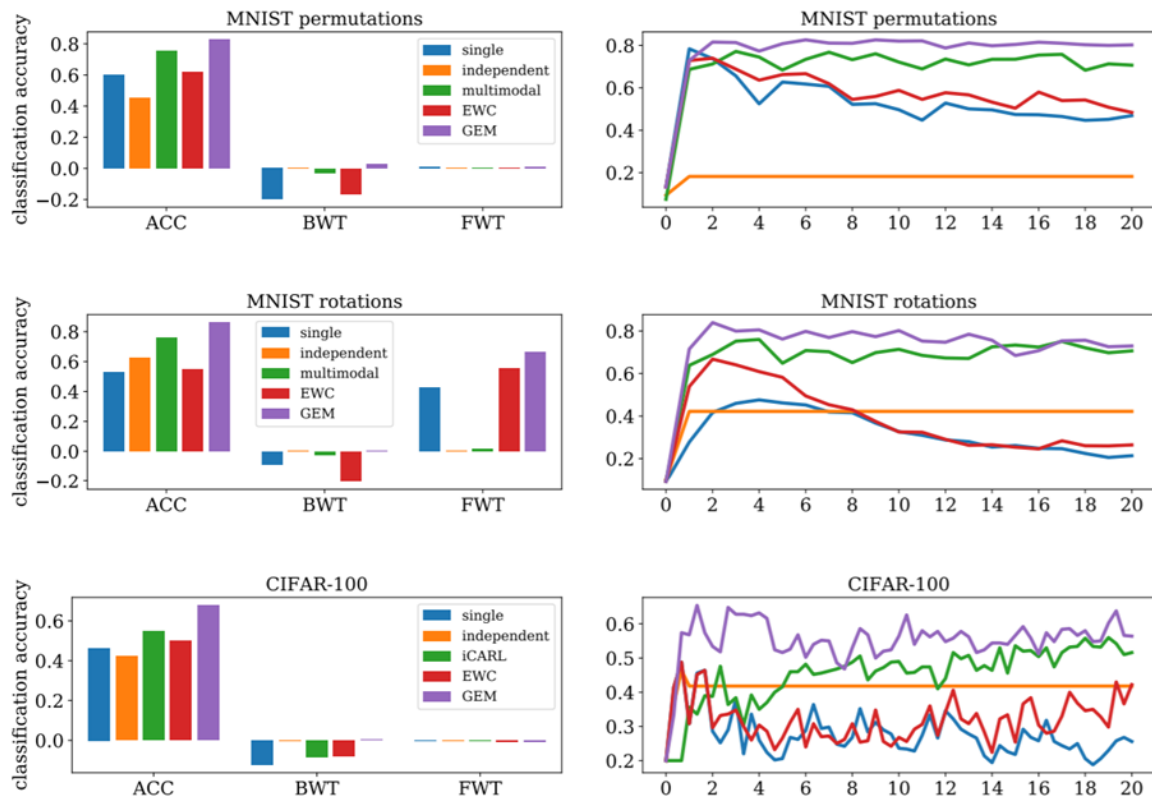 MNIST permutations
classification accuracy
0.8
0.6
0.4
0.2
0.0
−0.2
single
independent
multimodal
EWC
GEM
ACC BWT FWT
MNIST permutations
0.8
0.6
0.4
0.2
0 2 4 6 8 10 12 14 16 18 20
MNIST rotations
classification accuracy
0.8
0.6
0.4
0.2
0.0
−0.2
single
independent
multimodal
EWC
GEM
ACC BWT FWT
MNIST rotations
0.8
0.6
0.4
0.2
0 2 4 6 8 10 12 14 16 18 20
CIFAR-100
classification accuracy
0.6
0.4
0.2
0.0
single
independent
iCARL
EWC
GEM
ACC BWT FWT
CIFAR-100
0.6
0.5
0.4
0.3
0.2
0 2 4 6 8 10 12 14 16 18 20